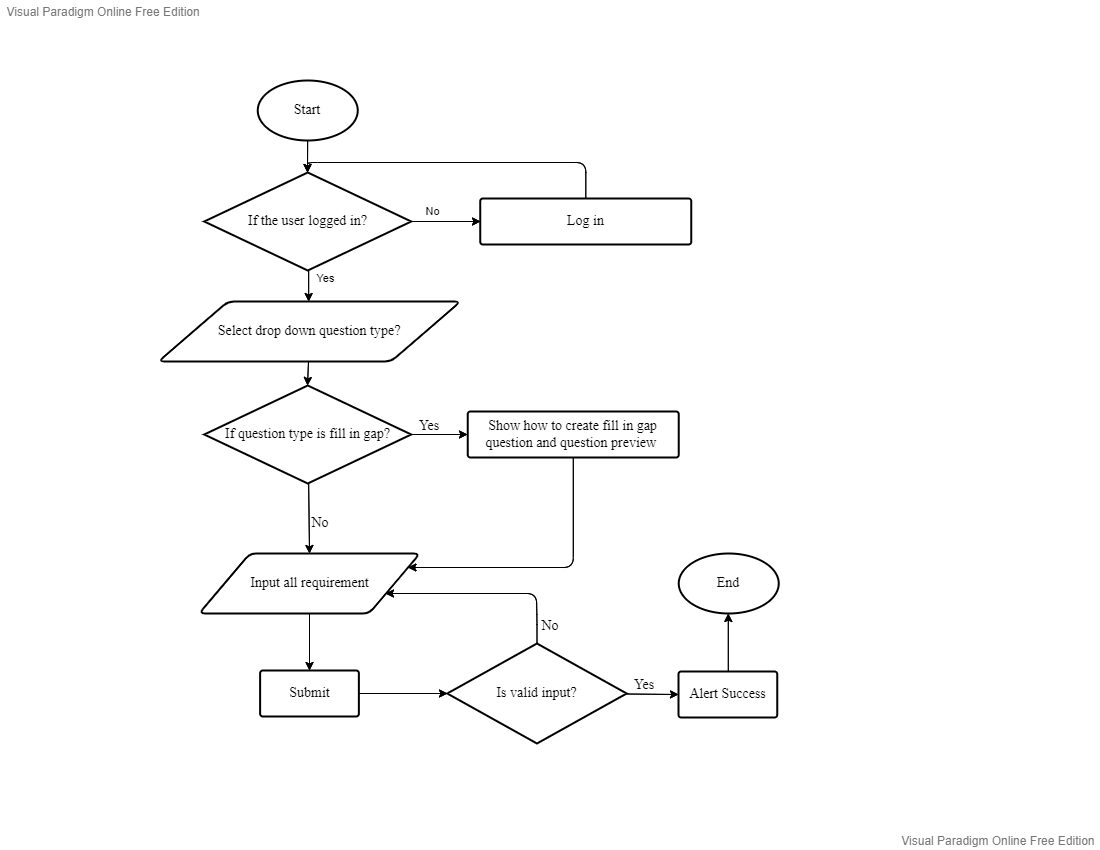 Visual Paradigm Online Free Edition
Start
If the user logged in?
No
Log in
Yes
Select drop down question type?
If question type is fill in gap?
Yes
Show how to create fill in gap
question and question preview
No
Input all requirement
End
No
Submit
Is valid input?
Yes
Alert Success
Visual Paradigm Online Free Edition